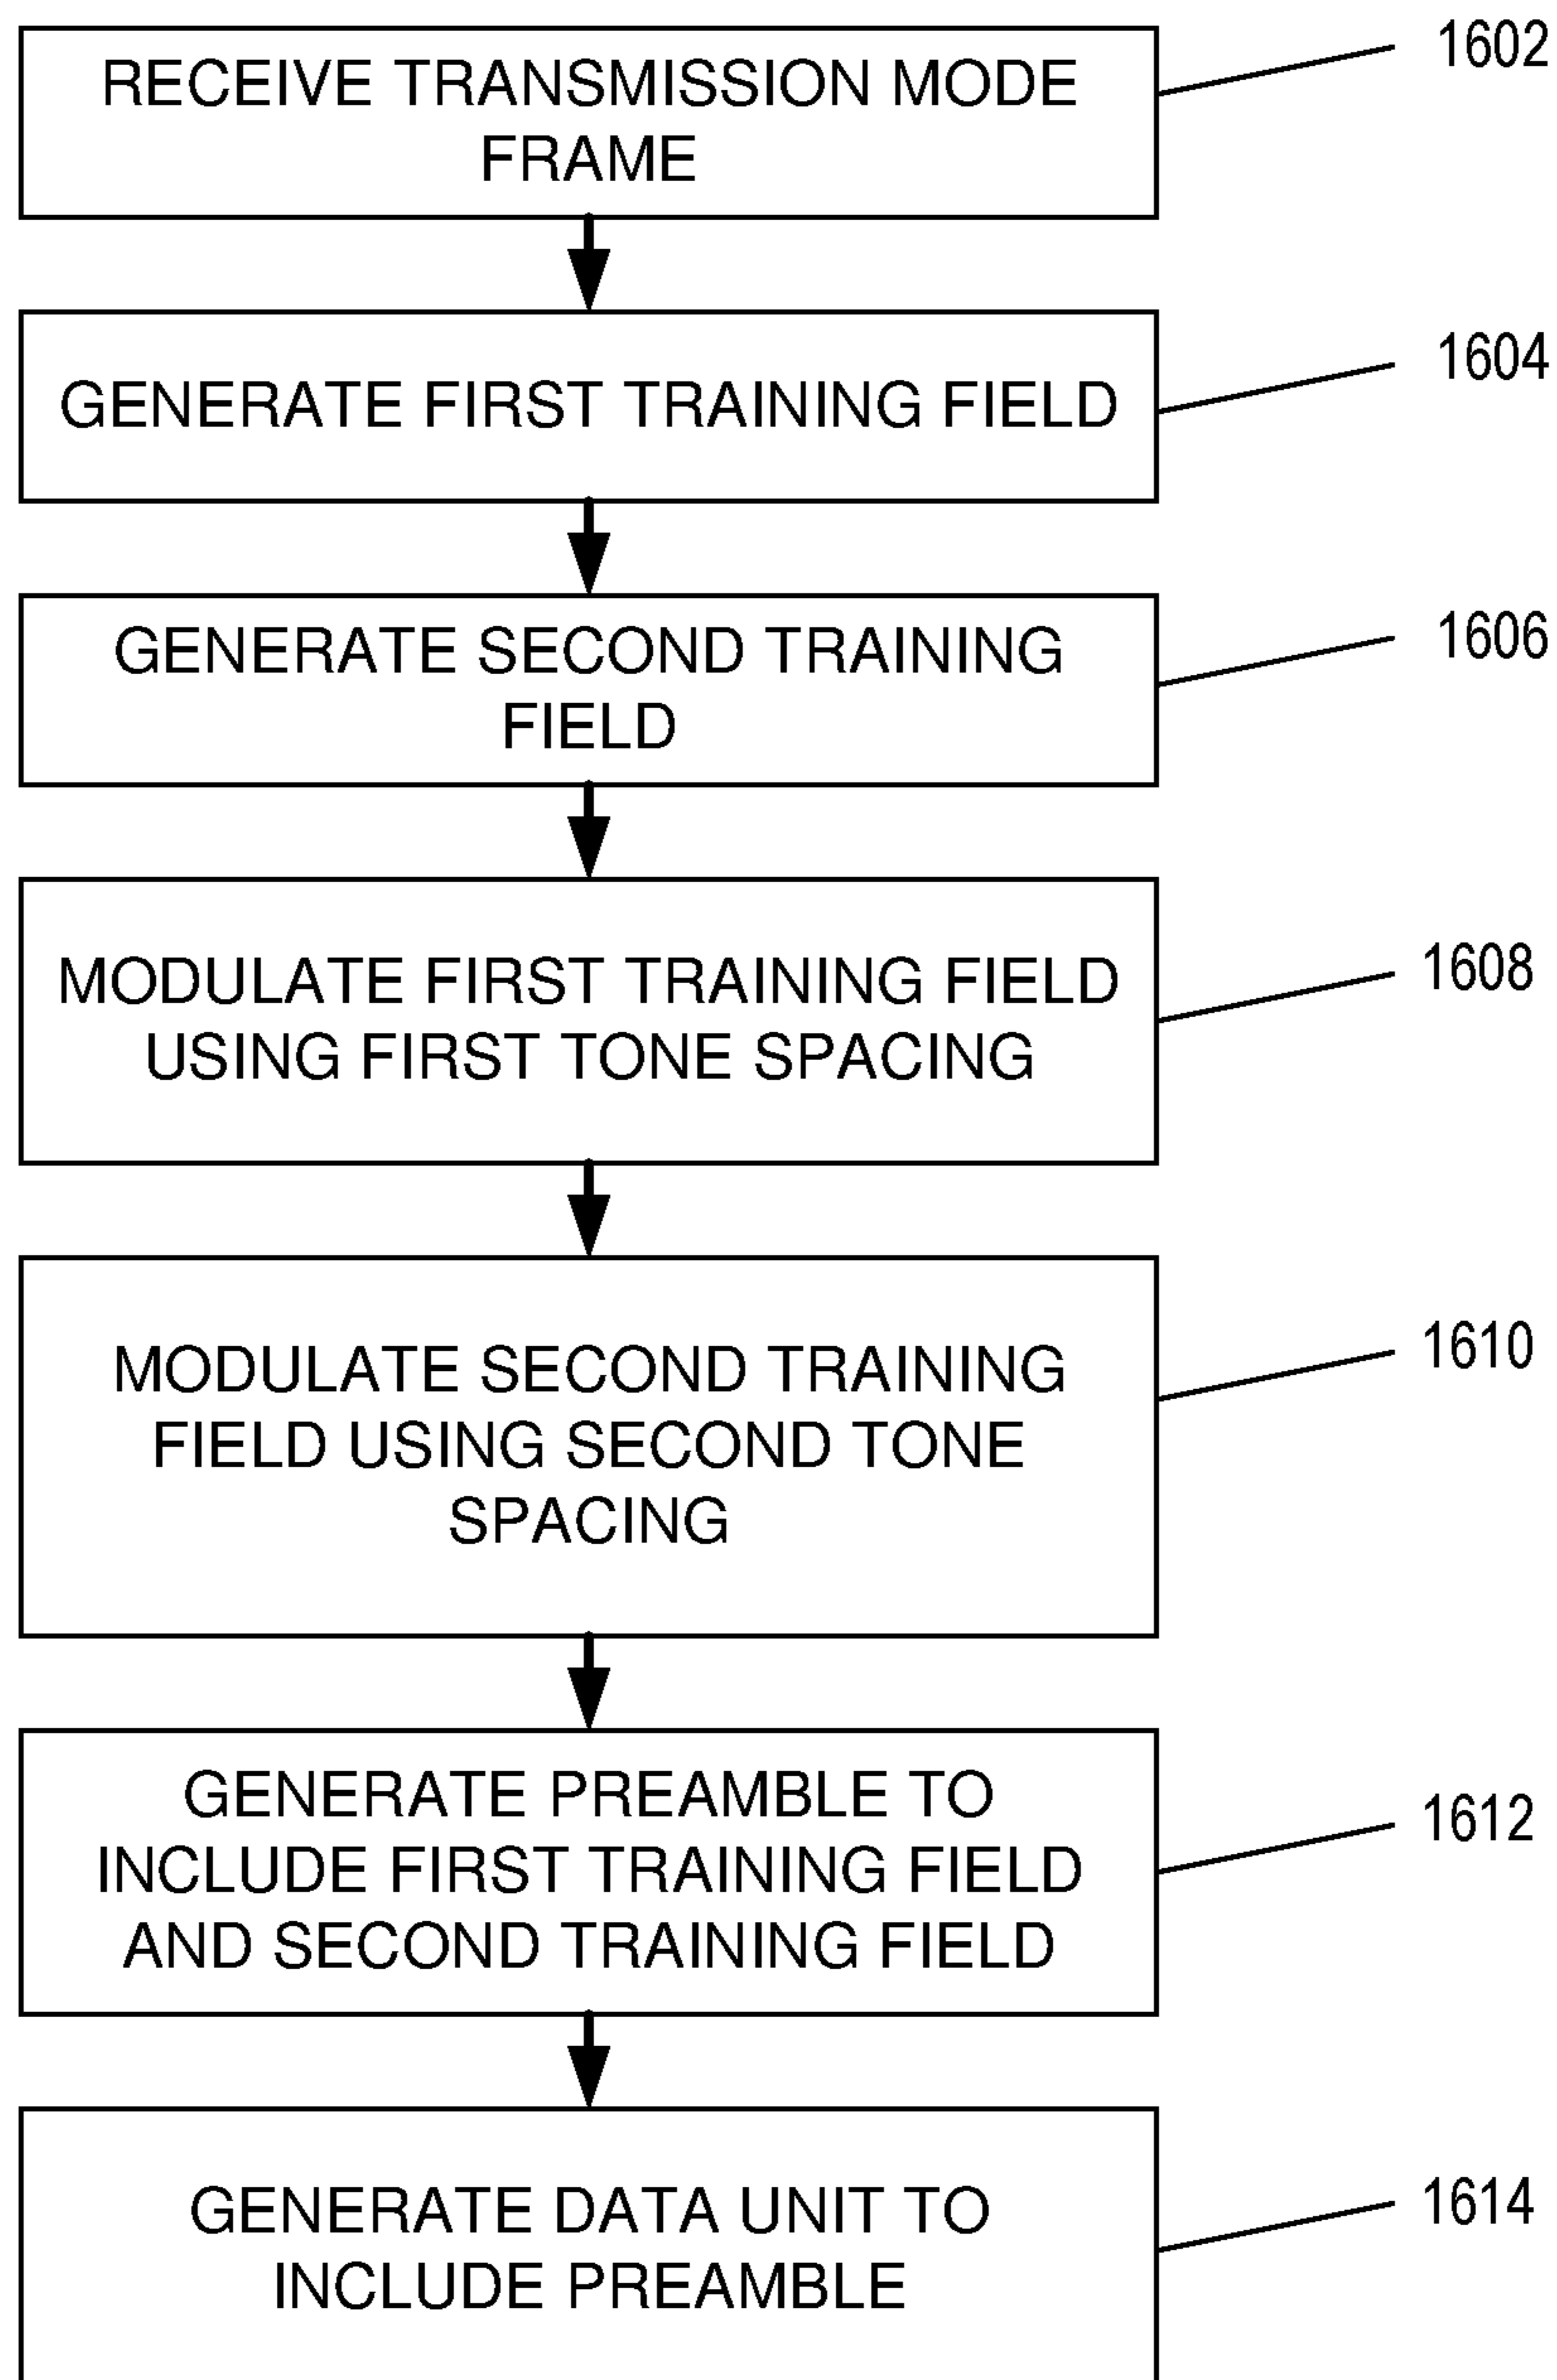 RECEIVE TRANSMISSION MODE
FRAME
1602
GENERATE FIRST TRAINING FIELD
1604
GENERATE SECOND TRAINING
FIELD
1606
MODULATE FIRST TRAINING FIELD
USING FIRST TONE SPACING
1608
MODULATE SECOND TRAINING
FIELD USING SECOND TONE
SPACING
1610
GENERATE PREAMBLE TO
INCLUDE FIRST TRAINING FIELD
AND SECOND TRAINING FIELD
1612
GENERATE DATA UNIT TO
INCLUDE PREAMBLE
1614